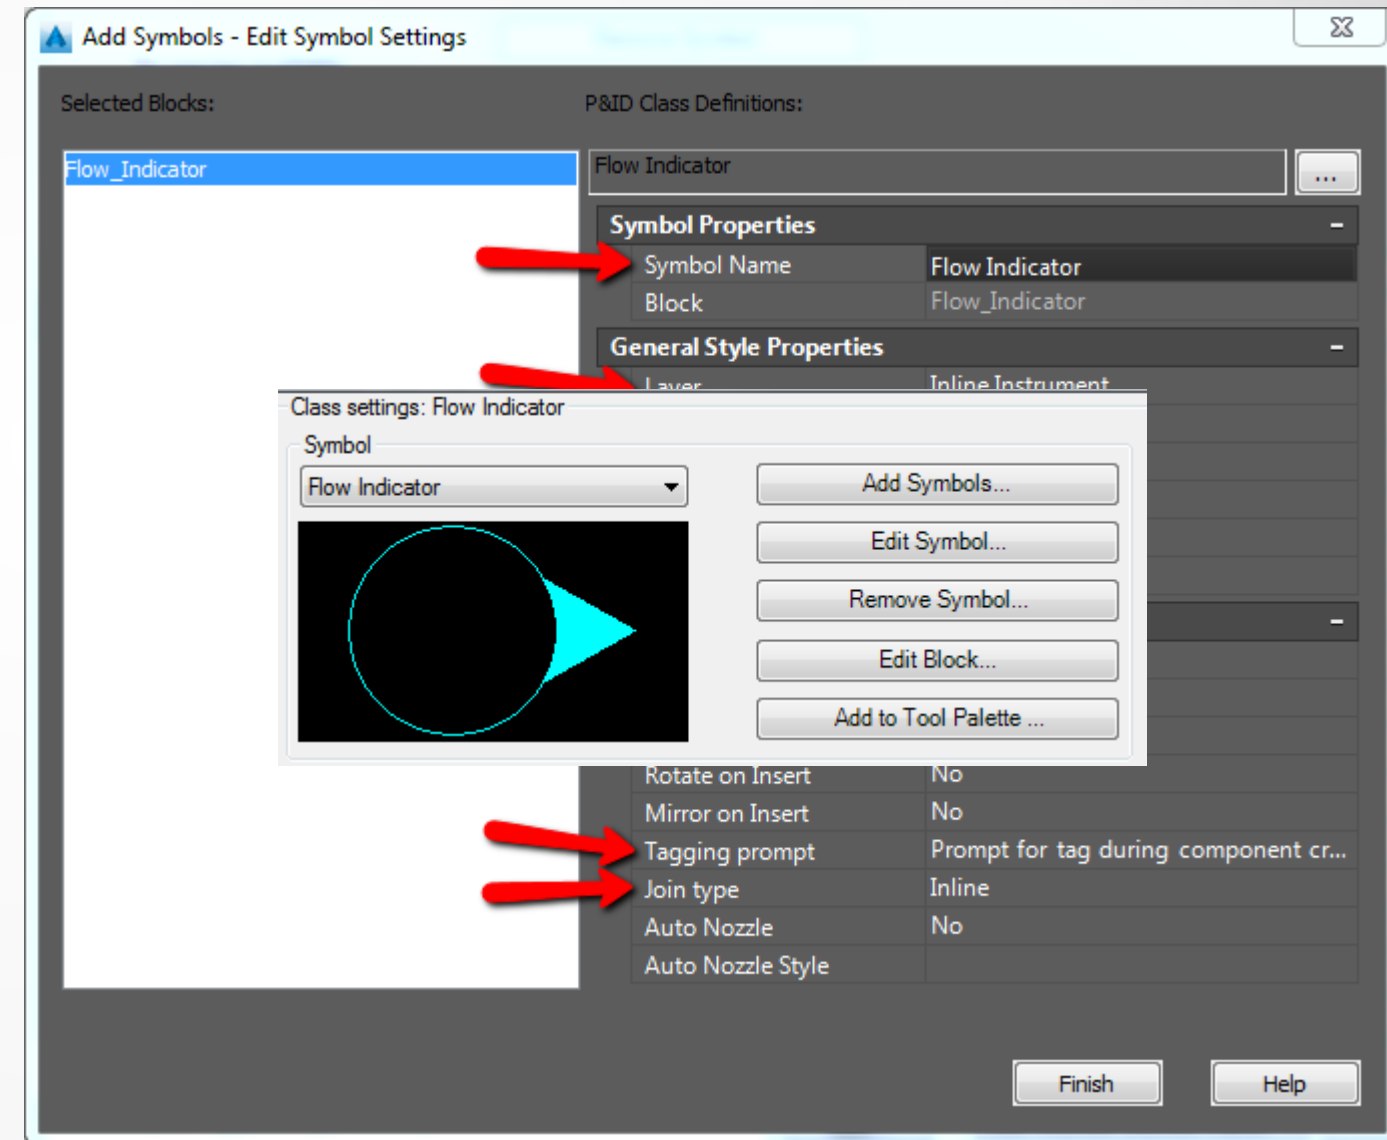 Add Symbols - Edit Symbol Settings
Selected Blocks:
P&ID Class Definitions:
Flow_Indicator
Flow Indicator
...
Symbol Properties
Symbol Name Flow Indicator
Block Flow_Indicator
General Style Properties
Layer Inline Instrument
Class settings: Flow Indicator
Symbol
Flow Indicator
Add Symbols...
Edit Symbol...
Remove Symbol...
Edit Block...
Add to Tool Palette ...
Rotate on Insert No
Mirror on Insert No
Tagging prompt Prompt for tag during component cr...
Join type Inline
Auto Nozzle No
Auto Nozzle Style
Finish
Help